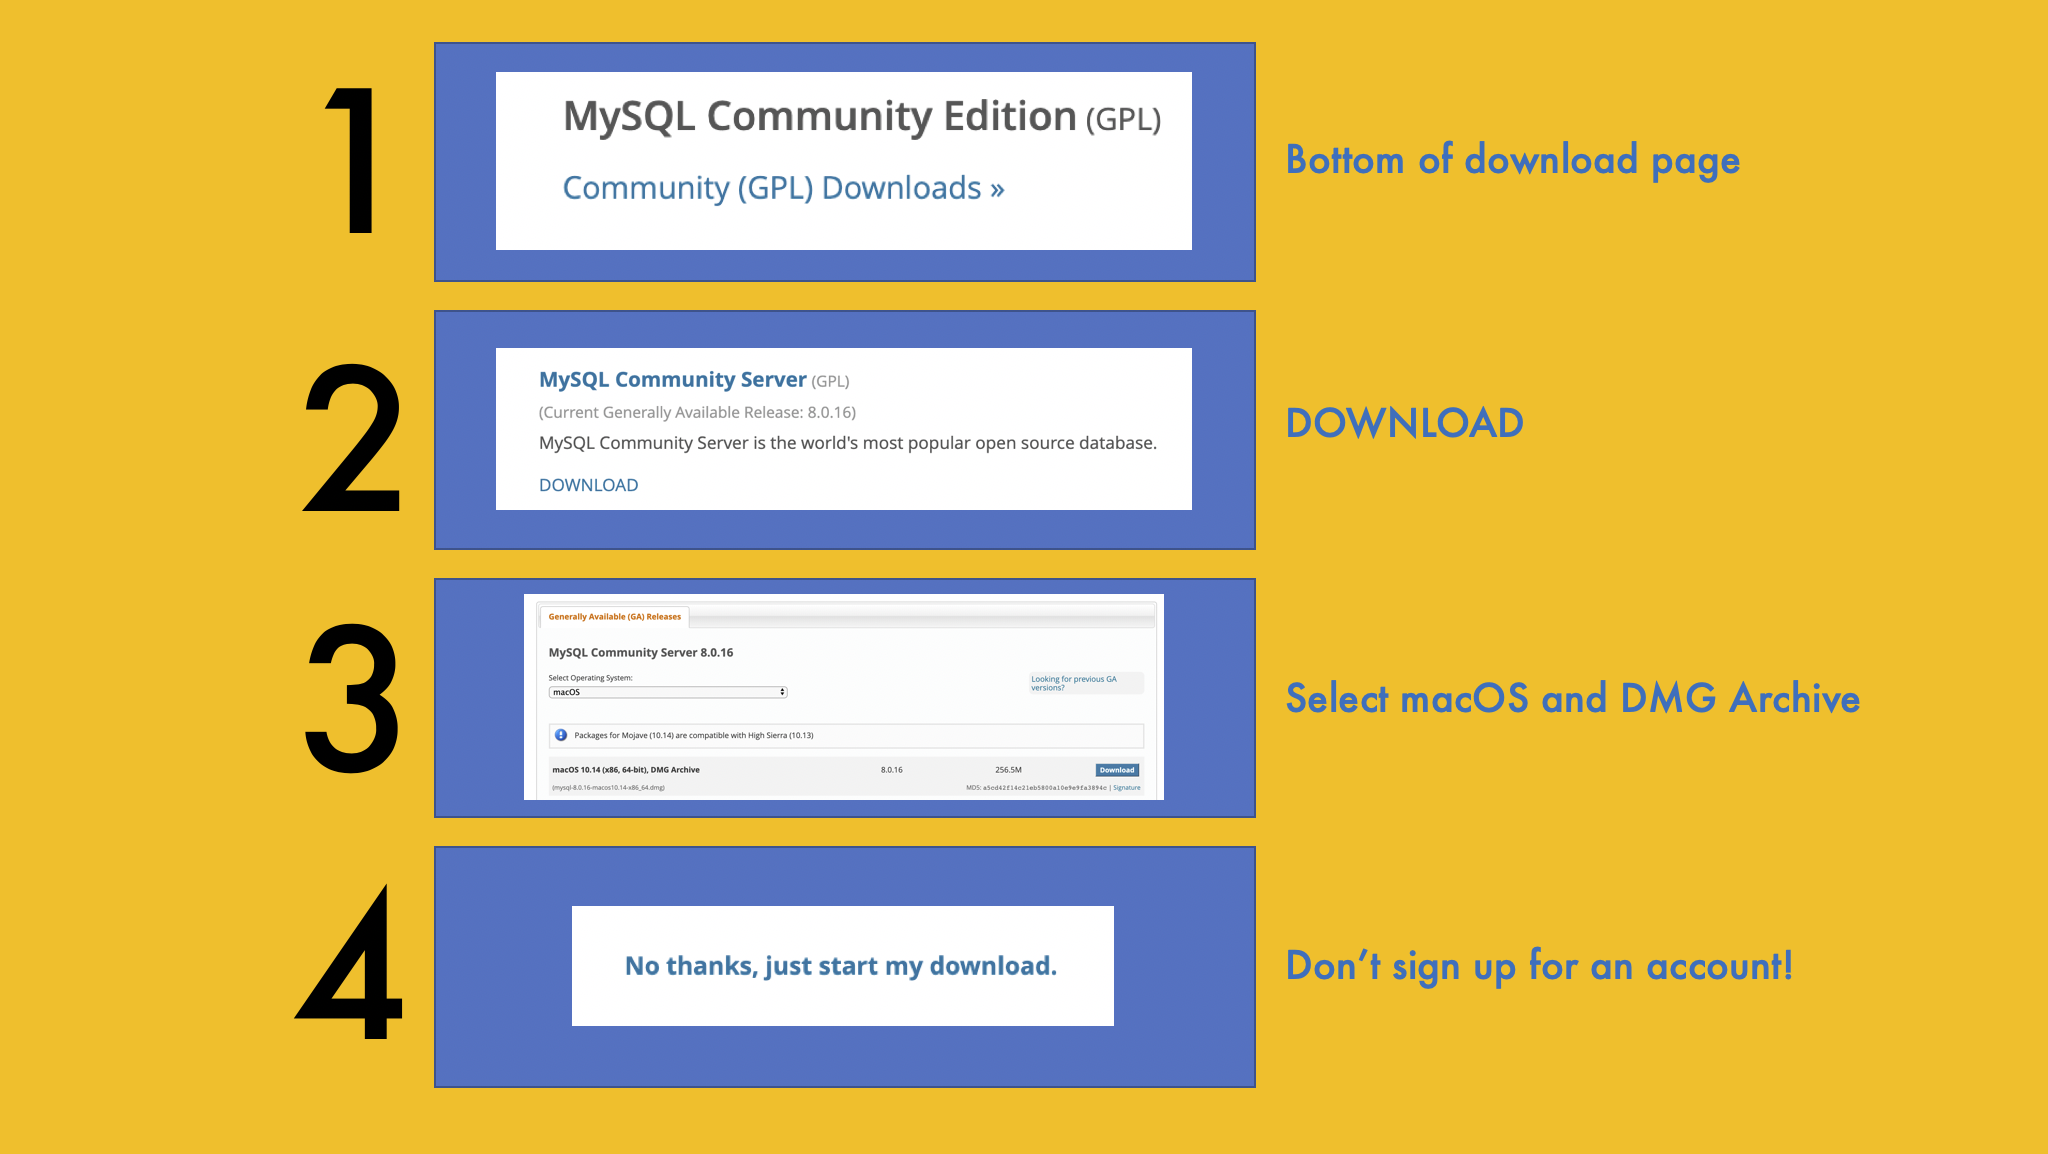 1
MySQL Community Edition (GPL)
Community (GPL) Downloads »
Bottom of download page
2
MySQL Community Server (GPL)
(Current Generally Available Release: 8.0.16)
MySQL Community Server is the world's most popular open source database.
DOWNLOAD
DOWNLOAD
3
Generally Available (GA) Releases
MySQL Community Server 8.0.16
Select Operating System:
macOS
Looking for previous GA
versions?
Packages for Mojave (10.14) are compatible with High Sierra (10.13)
macOS 10.14 (x86, 64-bit), DMG Archive 8.0.16 256.5M Download
(mysql-8.0.16-macos10.14-x86_64.dmg) MD5: | Signature
Select macOS and DMG Archive
4
No thanks, just start my download.
Don’t sign up for an account!